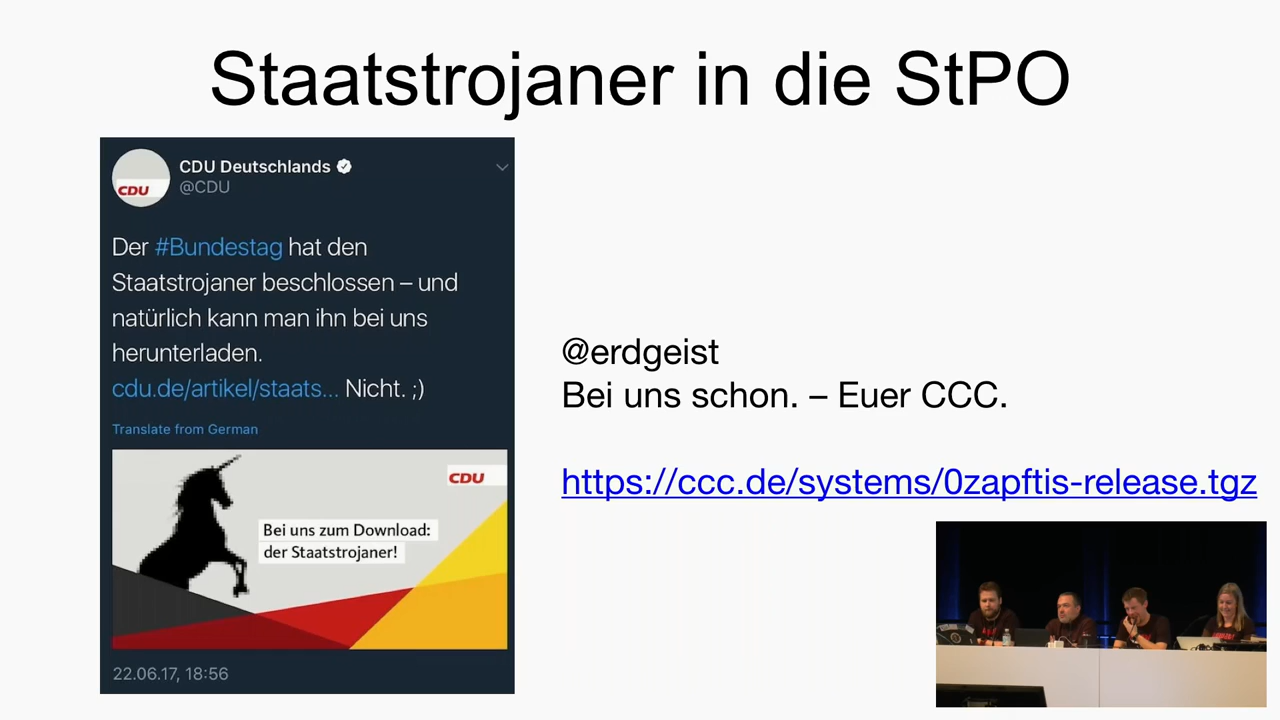 Staatstrojaner in die StPO
CDU
CDU Deutschlands
@CDU
Der #Bundestag hat den
Staatstrojaner beschlossen – und
natürlich kann man ihn bei uns
herunterladen.
cdu.de/artikel/staats... Nicht. ;)
Translate from German
CDU
Bei uns zum Download:
der Staatstrojaner!
22.06.17, 18:56
@erdgeist
Bei uns schon. – Euer CCC.
https://ccc.de/systems/0zapftis-release.tgz